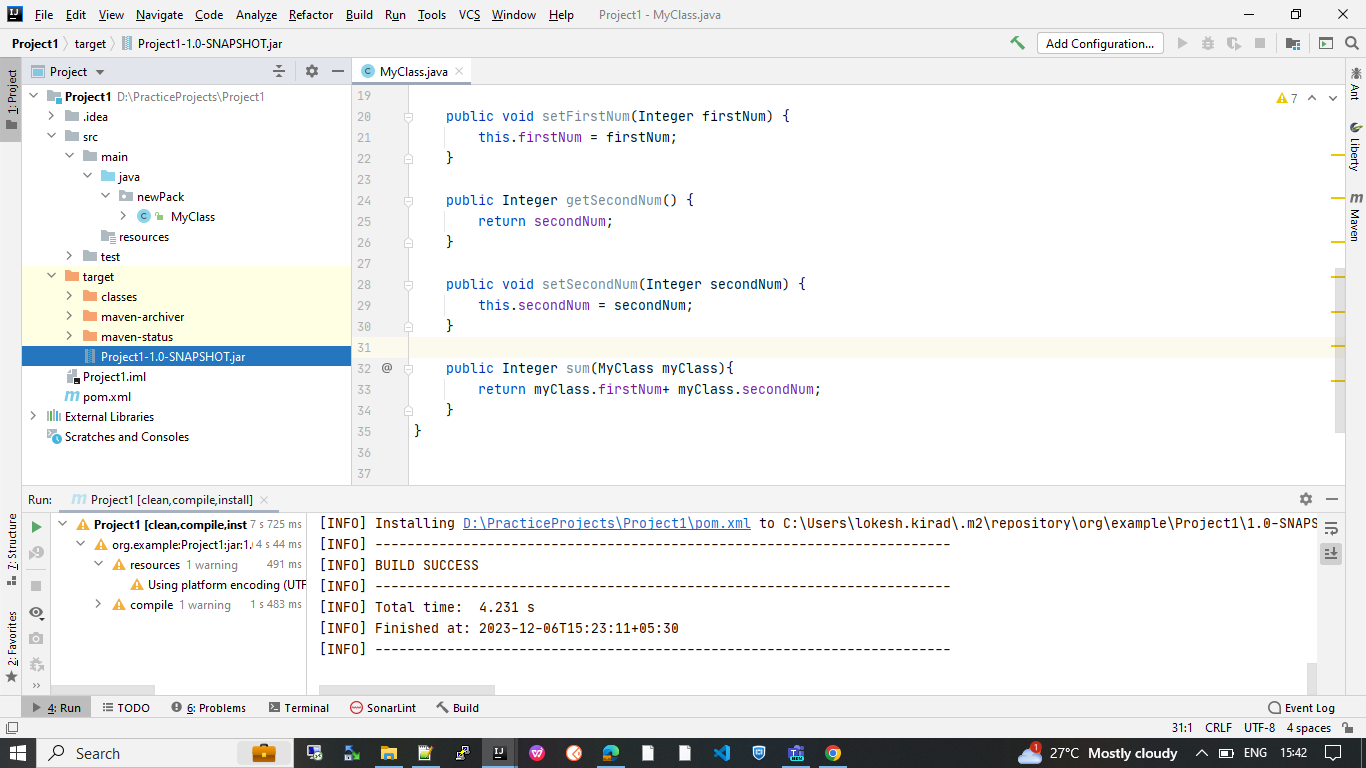 File Edit View Navigate Code Analyze Refactor Build Run Tools VCS Window Help Project1 - MyClass.java
Project1 target Project1-1.0-SNAPSHOT.jar Add Configuration...
1: Project
Project
MyClass.java
Project1 D:\PracticeProjects\Project1
.idea
src
main
java
newPack
MyClass
resources
test
target
classes
maven-archiver
maven-status
Project1-1.0-SNAPSHOT.jar
Project1.iml
pom.xml
External Libraries
Scratches and Consoles
7
19
20 public void setFirstNum(Integer firstNum) {
21 this.firstNum = firstNum;
22 }
23
24 public Integer getSecondNum() {
25 return secondNum;
26 }
27
28 public void setSecondNum(Integer secondNum) {
29 this.secondNum = secondNum;
30 }
31
32 @ public Integer sum(MyClass myClass){
33 return myClass.firstNum+ myClass.secondNum;
34 }
35 }
36
37
Ant
Liberty
Maven
Run: Project1 [clean,compile,install]
Project1 [clean,compile,inst 7 s 725 ms
org.example:Project1:jar:1. 4 s 44 ms
resources 1 warning 491 ms
Using platform encoding (UTF
compile 1 warning 1 s 483 ms
[INFO] Installing D:\PracticeProjects\Project1\pom.xml to C:\Users\lokesh.kirad\.m2\repository\org\example\Project1\1.0-SNAPS
[INFO] ------------------------------------------------------------------------
[INFO] BUILD SUCCESS
[INFO] ------------------------------------------------------------------------
[INFO] Total time:  4.231 s
[INFO] Finished at: 2023-12-06T15:23:11+05:30
[INFO] ------------------------------------------------------------------------
7: Structure
2: Favorites
4: Run TODO 6: Problems Terminal SonarLint Build Event Log
31:1 CRLF UTF-8 4 spaces
Search 1 27°C Mostly cloudy ENG 15:42